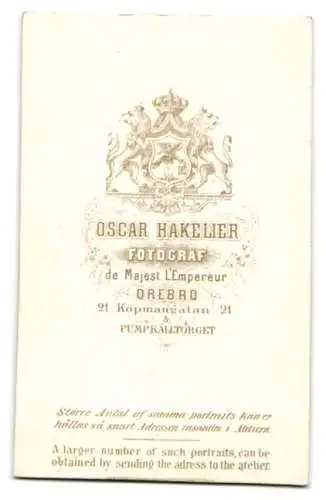 OSCAR HAKELIER
FOTOGRAF
de Majest L'Empereur
ÖREBRO
21 Köpmangatan 21
&
PUMPKÄLLTORGET
Större Antal af samma portraits kan er
hållas så snart Adressen insändes i Atelieren.
A larger number of such portraits, can be
obtained by sending the adress to the atelier.